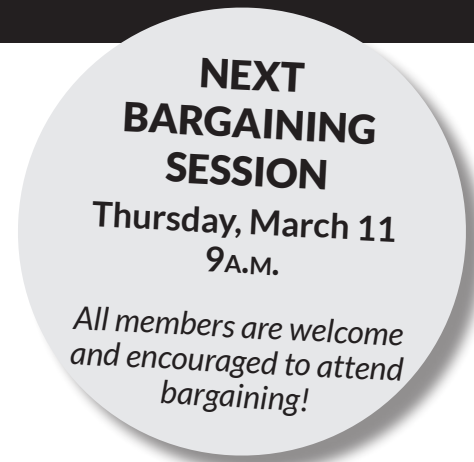 NEXT
BARGAINING
SESSION
Thursday, March 11
9A.M.
All members are welcome
and encouraged to attend
bargaining!